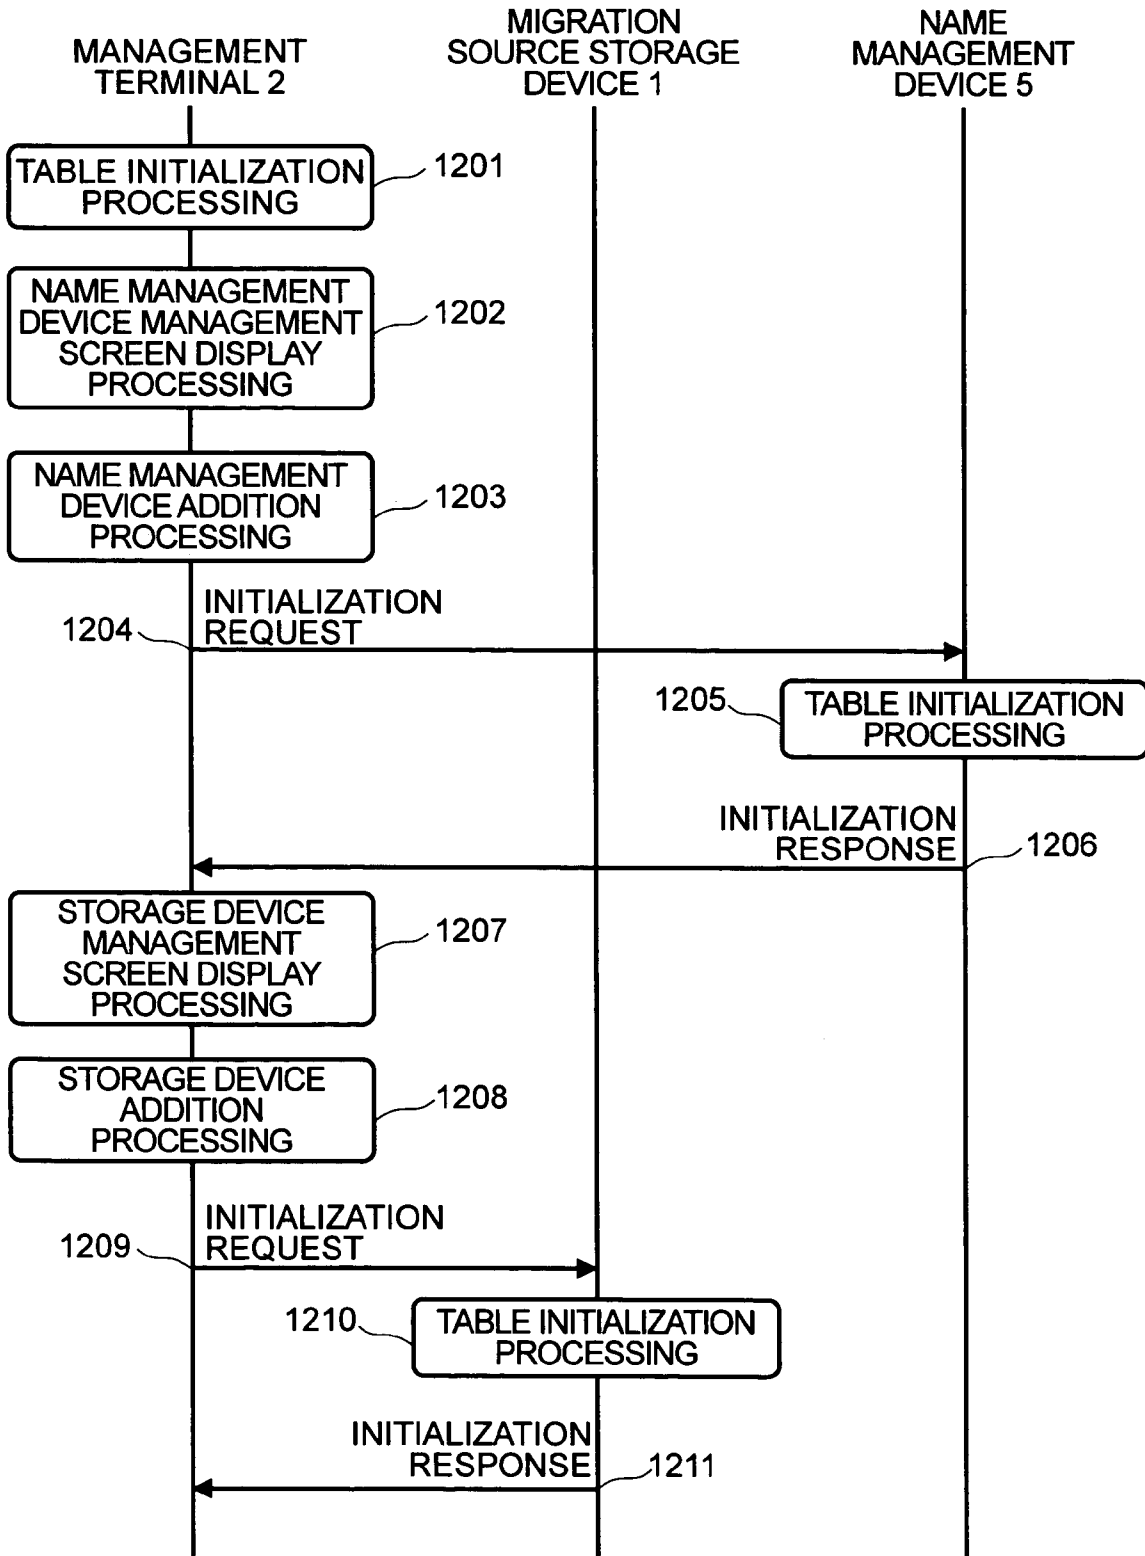 MANAGEMENT
TERMINAL 2
MIGRATION
SOURCE STORAGE
DEVICE 1
NAME
MANAGEMENT
DEVICE 5
TABLE INITIALIZATION
PROCESSING
1201
NAME MANAGEMENT
DEVICE MANAGEMENT
SCREEN DISPLAY
PROCESSING
1202
NAME MANAGEMENT
DEVICE ADDITION
PROCESSING
1203
INITIALIZATION
REQUEST
1204
1205
TABLE INITIALIZATION
PROCESSING
INITIALIZATION
RESPONSE
1206
STORAGE DEVICE
MANAGEMENT
SCREEN DISPLAY
PROCESSING
1207
STORAGE DEVICE
ADDITION
PROCESSING
1208
INITIALIZATION
REQUEST
1209
1210
TABLE INITIALIZATION
PROCESSING
INITIALIZATION
RESPONSE
1211